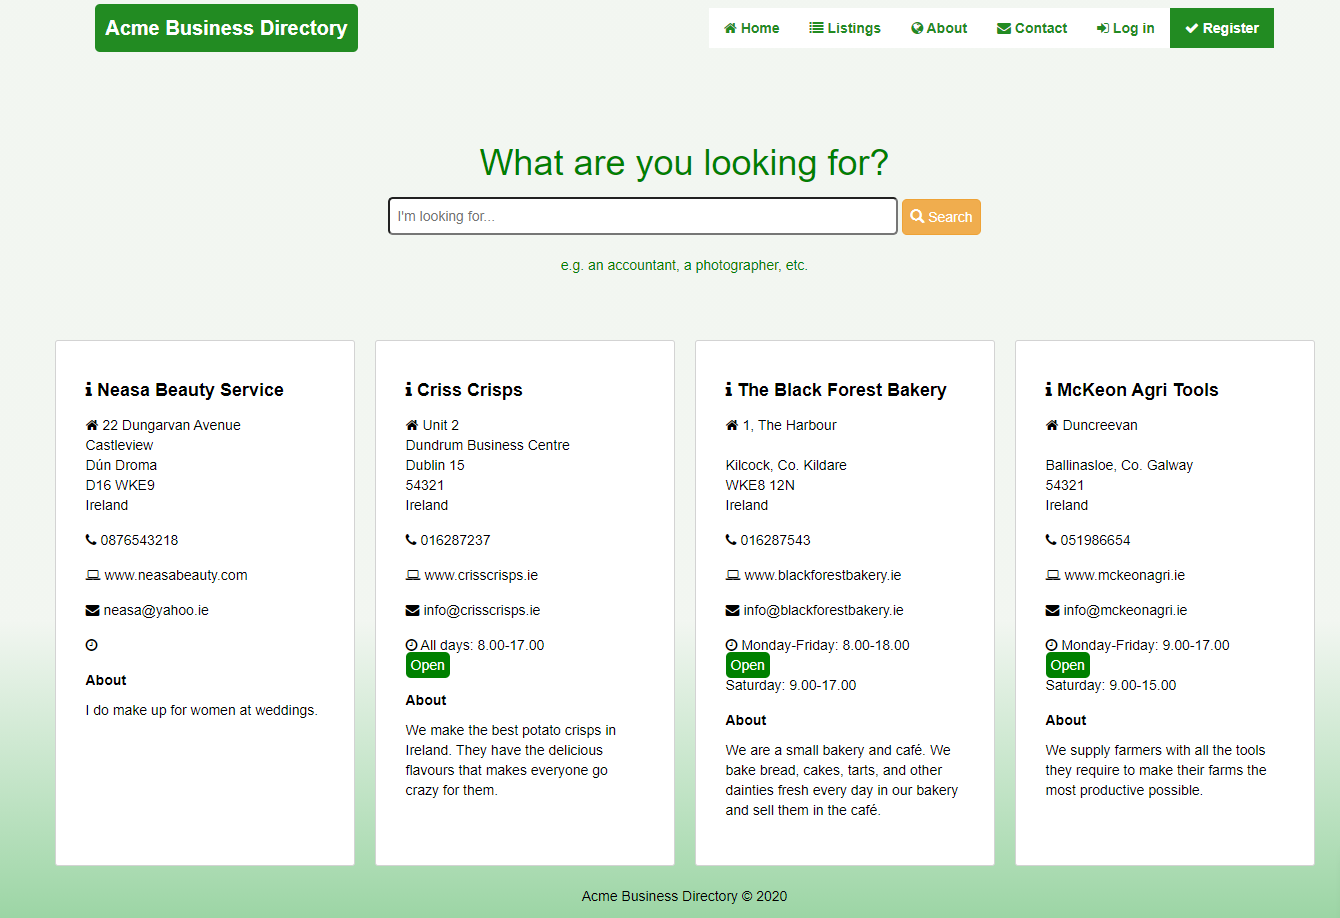 Acme Business Directory
Home
Listings
About
Contact
Log in
Register
What are you looking for?
I'm looking for...
Search
e.g. an accountant, a photographer, etc.
Neasa Beauty Service
22 Dungarvan Avenue
Castleview
Dún Droma
D16 WKE9
Ireland
0876543218
www.neasabeauty.com
neasa@yahoo.ie
About
I do make up for women at weddings.
Criss Crisps
Unit 2
Dundrum Business Centre
Dublin 15
54321
Ireland
016287237
www.crisscrisps.ie
info@crisscrisps.ie
All days: 8.00-17.00
Open
About
We make the best potato crisps in
Ireland. They have the delicious
flavours that makes everyone go
crazy for them.
The Black Forest Bakery
1, The Harbour
Kilcock, Co. Kildare
WKE8 12N
Ireland
016287543
www.blackforestbakery.ie
info@blackforestbakery.ie
Monday-Friday: 8.00-18.00
Open
Saturday: 9.00-17.00
About
We are a small bakery and café. We
bake bread, cakes, tarts, and other
dainties fresh every day in our bakery
and sell them in the café.
McKeon Agri Tools
Duncreevan
Ballinasloe, Co. Galway
54321
Ireland
051986654
www.mckeonagri.ie
info@mckeonagri.ie
Monday-Friday: 9.00-17.00
Open
Saturday: 9.00-15.00
About
We supply farmers with all the tools
they require to make their farms the
most productive possible.
Acme Business Directory © 2020